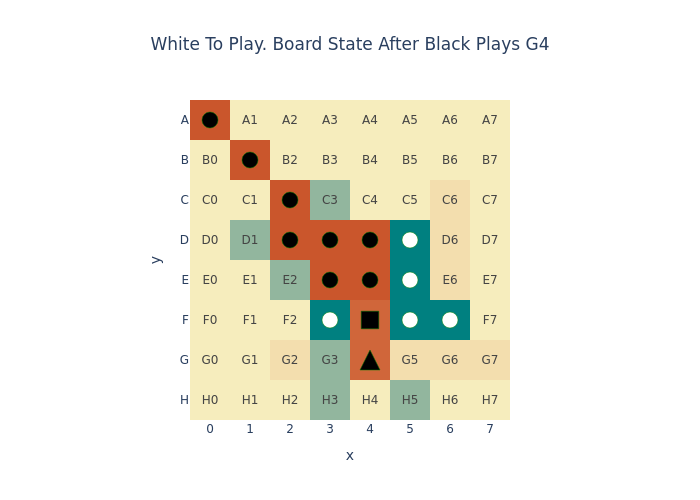 White To Play. Board State After Black Plays G4
A A1 A2 A3 A4 A5 A6 A7
B B0 B2 B3 B4 B5 B6 B7
C C0 C1 C3 C4 C5 C6 C7
D D0 D1 D6 D7
y
E E0 E1 E2 E6 E7
F F0 F1 F2 F7
G G0 G1 G2 G3 G5 G6 G7
H H0 H1 H2 H3 H4 H5 H6 H7
0 1 2 3 4 5 6 7
x